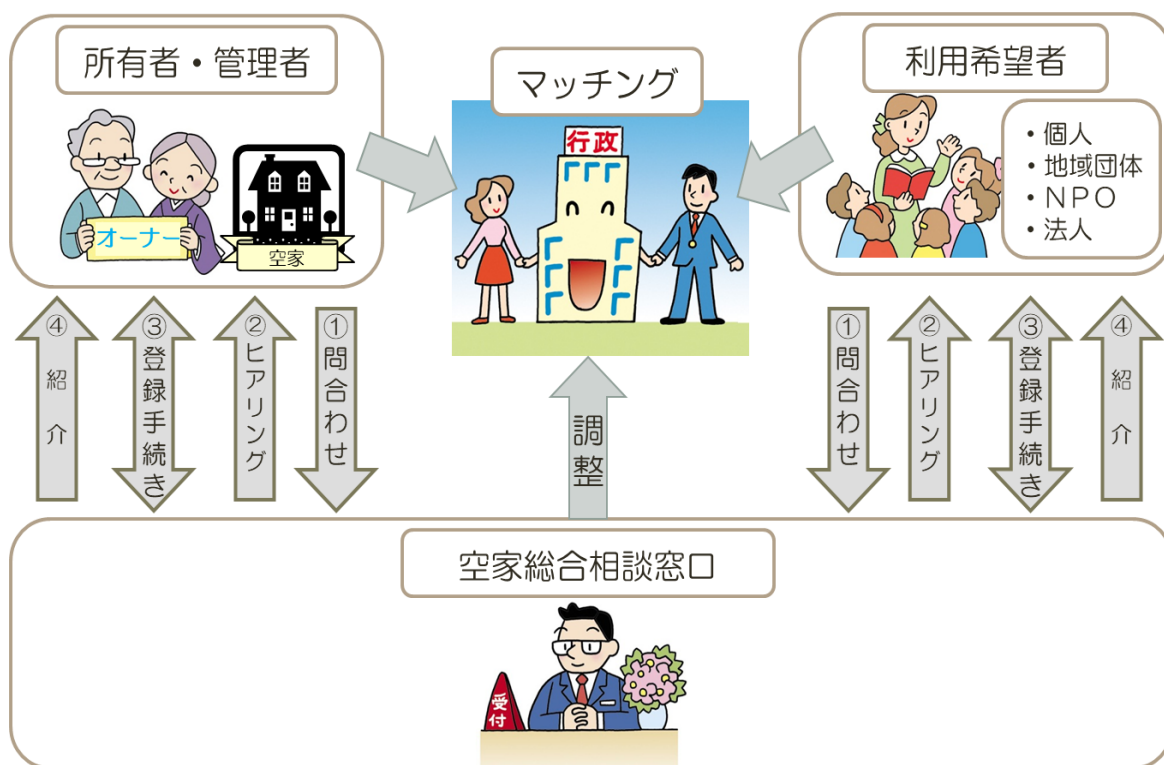 所有者・管理者
オーナー
空家
マッチング
行政
利用希望者
・個人
・地域団体
・ＮＰＯ
・法人
④紹介
③登録手続き
②ヒアリング
①問合わせ
調整
①問合わせ
②ヒアリング
③登録手続き
④紹介
空家総合相談窓口
受付